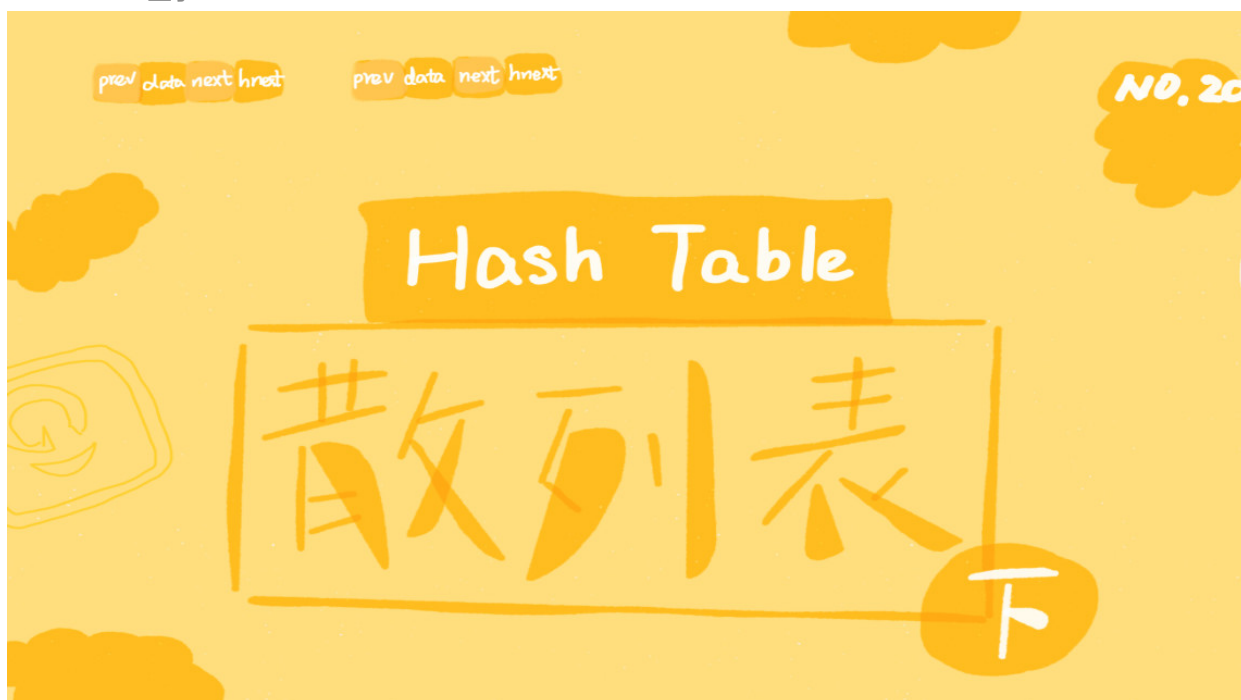 prev data next hnext prev data next hnext
NO.20
Hash Table
散列表
下